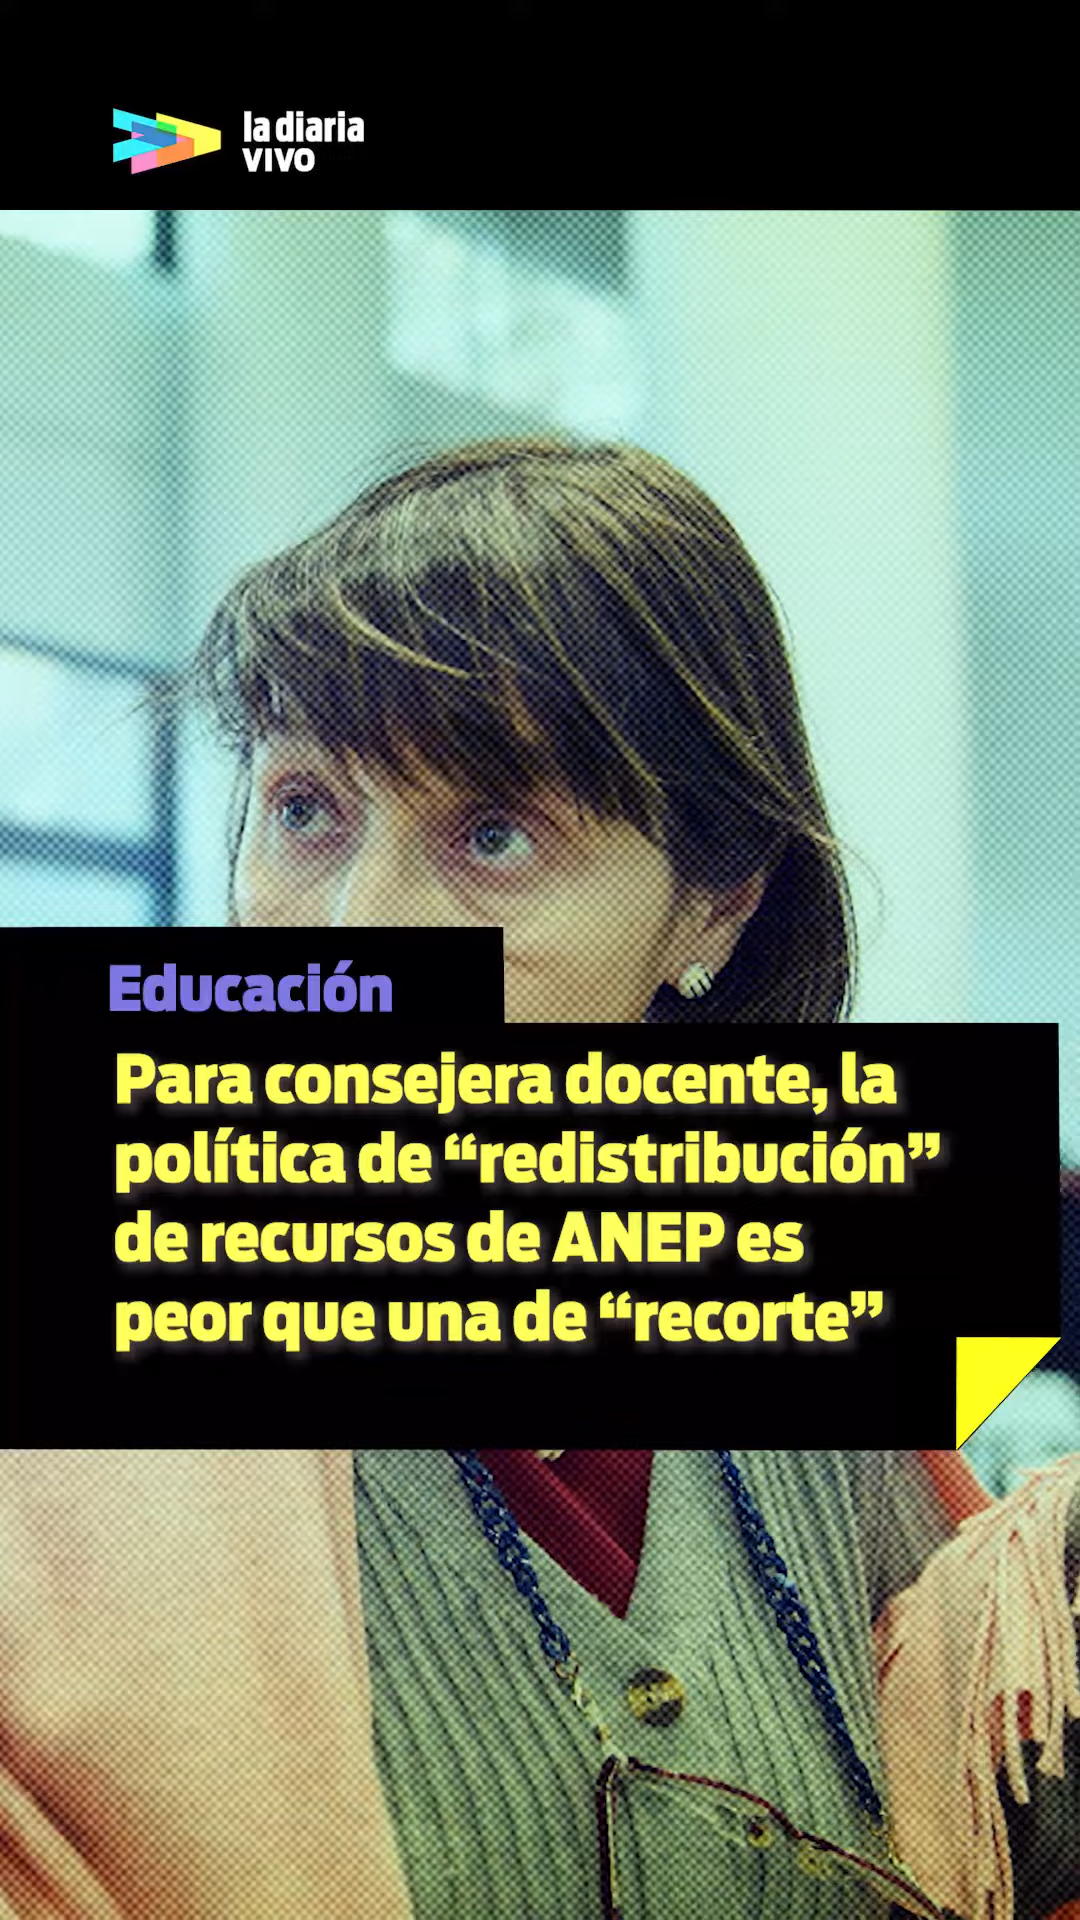 la diaria
VIVO
Educación
Para consejera docente, la
política de “redistribución”
de recursos de ANEP es
peor que una de “recorte”